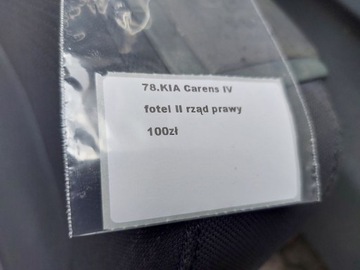 78.KIA Carens IV
fotel II rząd prawy
100zł